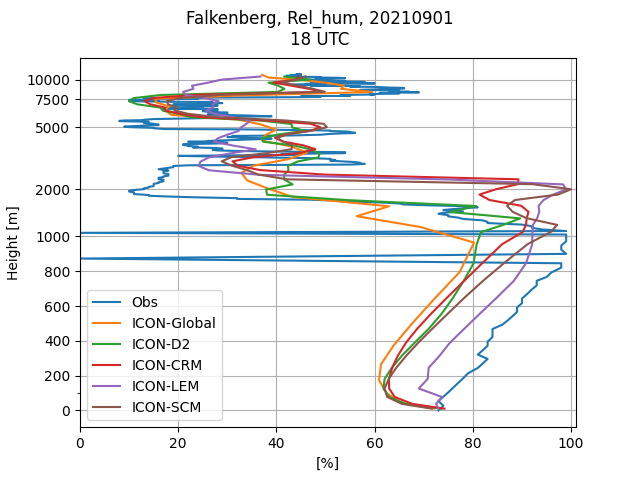 Falkenberg, Rel_hum, 20210901
18 UTC
Height [m]
10000
7500
5000
2000
1000
800
600
400
200
0
Obs
ICON-Global
ICON-D2
ICON-CRM
ICON-LEM
ICON-SCM
0 20 40 60 80 100
[%]